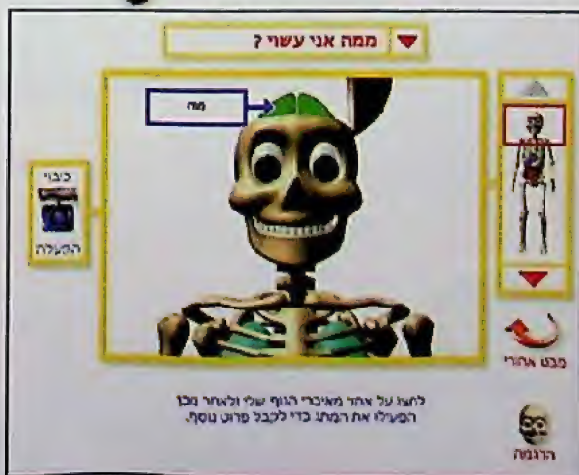 ממה אני עשוי ?
מוח
כיבוי
הפעלה
מבט אחורי
לחצו על אחד מאיברי הגוף שלי ולאחר מכן
הפעילו את המתג כדי לקבל פרוט נוסף.
הדגמה